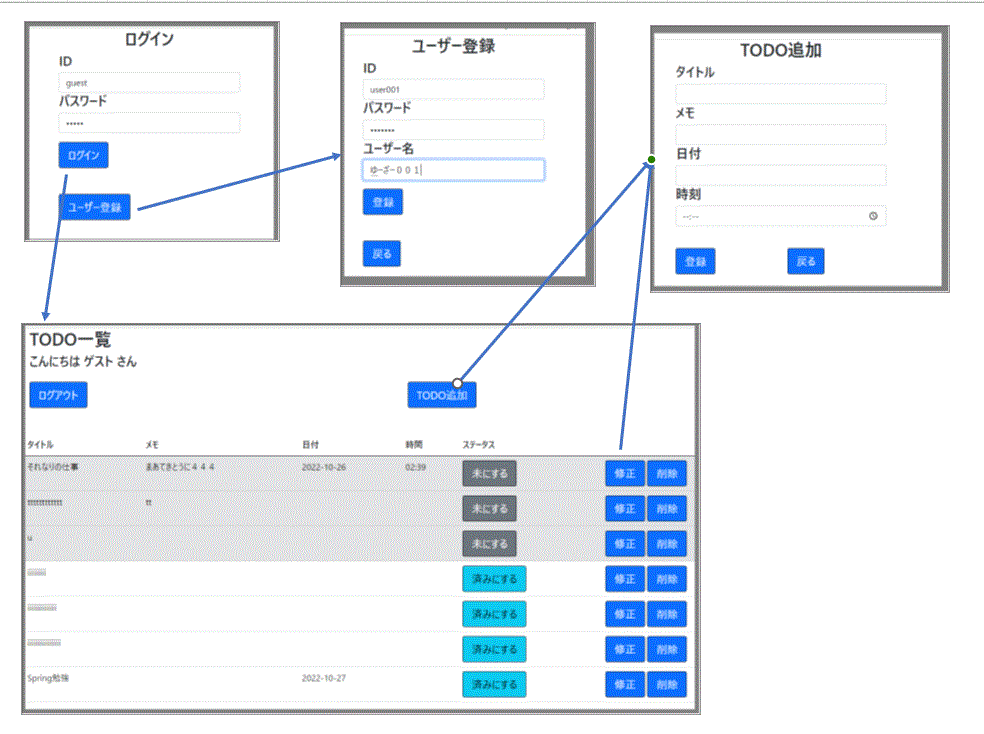 ログイン
ID
guest
パスワード
•••••
ログイン
ユーザー登録
ユーザー登録
ID
user001
パスワード
•••••••
ユーザー名
ゆーざー００１
登録
戻る
TODO追加
タイトル
メモ
日付
時刻
--:--
登録 戻る
TODO一覧
こんにちは ゲスト さん
ログアウト TODO追加
タイトル メモ 日付 時間 ステータス
それなりの仕事 まあてきとうに４４４ 2022-10-26 02:39 未にする 修正 削除
tt 未にする 修正 削除
u 未にする 修正 削除
済みにする 修正 削除
済みにする 修正 削除
済みにする 修正 削除
Spring勉強 2022-10-27 済みにする 修正 削除